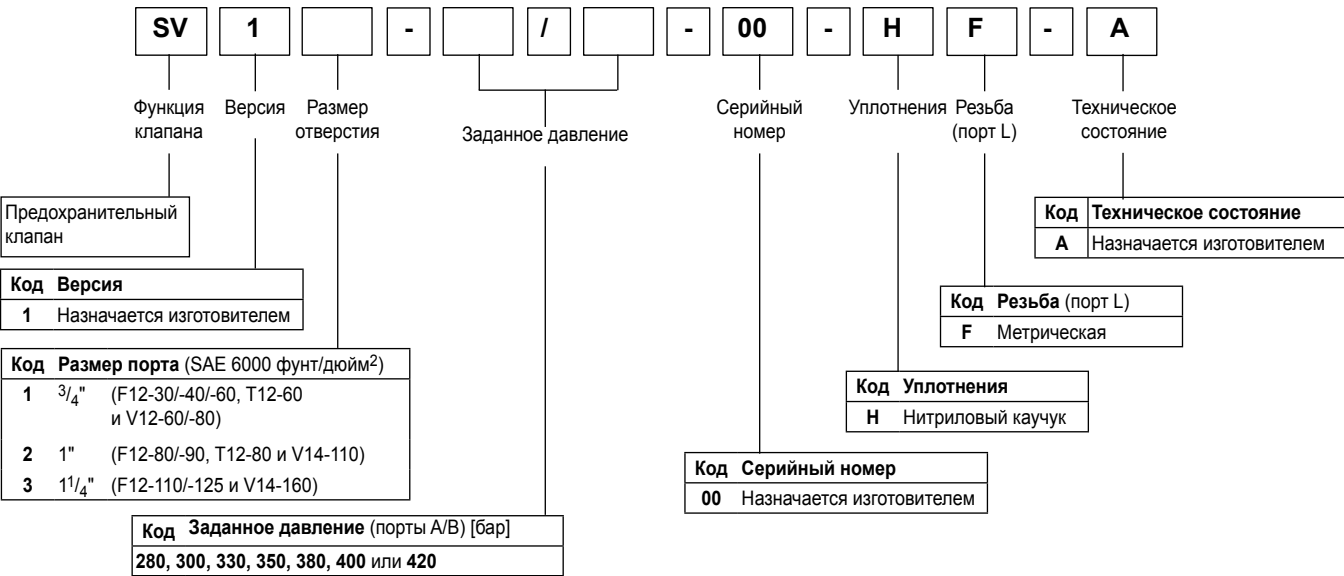 SV 1 - / - 00 - H F - A
Функция
клапана
Версия
Размер
отверстия
Заданное давление
Серийный
номер
Уплотнения
Резьба
(порт L)
Техническое
состояние
Предохранительный
клапан
Код Версия
1 Назначается изготовителем
Код Размер порта (SAE 6000 фунт/дюйм²)
1 3/4" (F12-30/-40/-60, T12-60
и V12-60/-80)
2 1" (F12-80/-90, T12-80 и V14-110)
3 11/4" (F12-110/-125 и V14-160)
Код Заданное давление (порты A/B) [бар]
280, 300, 330, 350, 380, 400 или 420
Код Серийный номер
00 Назначается изготовителем
Код Уплотнения
H Нитриловый каучук
Код Резьба (порт L)
F Метрическая
Код Техническое состояние
A Назначается изготовителем